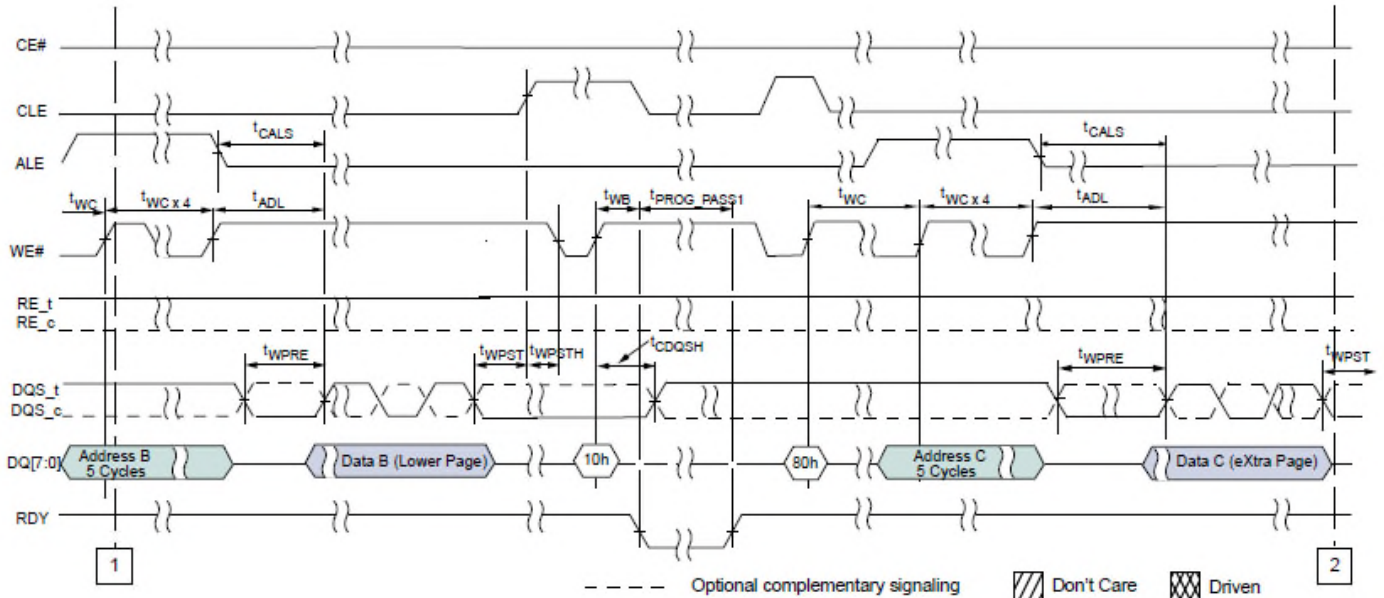 CE#
CLE
tCALS
tCALS
ALE
tWC
tWC x 4
tADL
tWB
tPROG_PASS1
tWC
tWC x 4
tADL
WE#
RE_t
RE_c
tWPRE
tWPST
tWPSTH
tCDQSH
tWPRE
tWPST
DQS_t
DQS_c
DQ[7:0]
Address B
5 Cycles
Data B (Lower Page)
10h
80h
Address C
5 Cycles
Data C (eXtra Page)
RDY
1
2
Optional complementary signaling
Don't Care
Driven